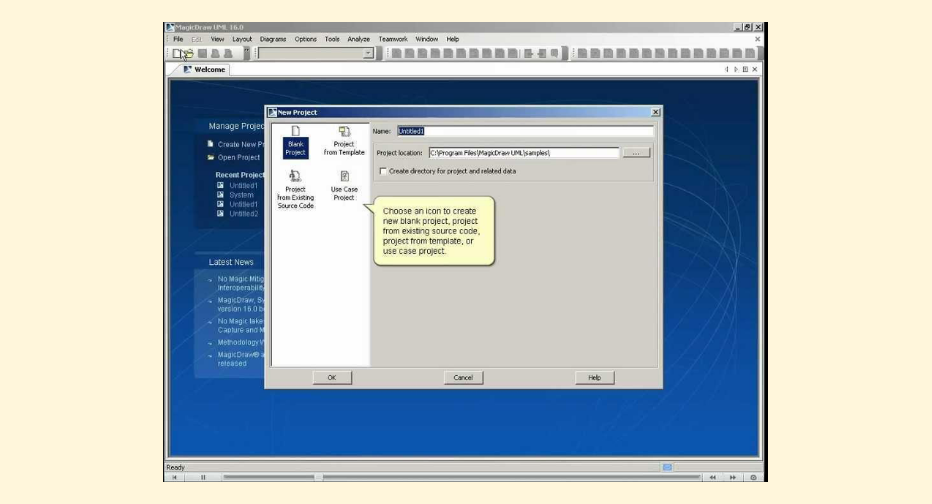 MagicDraw UML 16.0
File Edit View Layout Diagrams Options Tools Analyze Teamwork Window Help
Welcome
New Project
Manage Projec
Create New Pr
Open Project
Recent Project
Untitled1
System
Untitled1
Untitled2
Latest News
No Magic Mitig
Interoperability
MagicDraw, Sy
version 16.0 b
No Magic take
Capture and M
Methodology W
MagicDraw® a
released
Blank
Project
Project
from Template
Project
from Existing
Source Code
Use Case
Project
Name: Untitled1
Project location: C:\Program Files\MagicDraw UML\samples\
...
Create directory for project and related data
Choose an icon to create
new blank project, project
from existing source code,
project from template, or
use case project.
OK Cancel Help
Ready